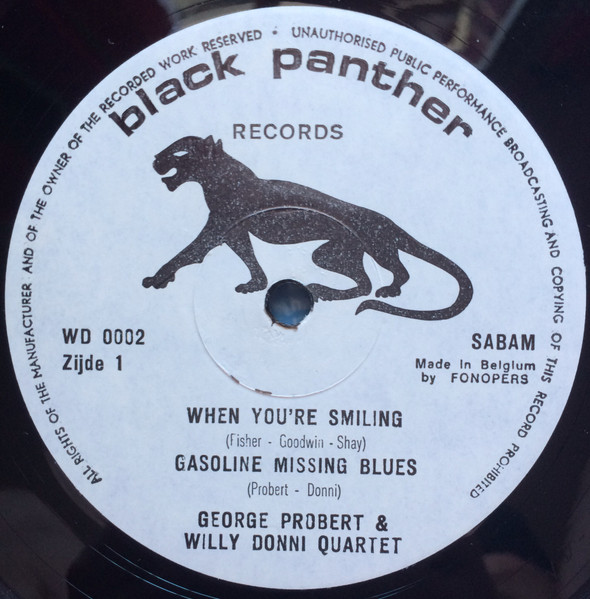 ALL RIGHTS OF THE MANUFACTURER AND OF THE OWNER OF THE RECORDED WORK RESERVED • UNAUTHORISED PUBLIC PERFORMANCE BROADCASTING AND COPYING OF THIS RECORD PROHIBITED
black panther
RECORDS
WD 0002
Zijde 1
SABAM
Made In Belgium
by FONOPERS
WHEN YOU'RE SMILING
(Fisher - Goodwin - Shay)
GASOLINE MISSING BLUES
(Probert - Donni)
GEORGE PROBERT &
WILLY DONNI QUARTET